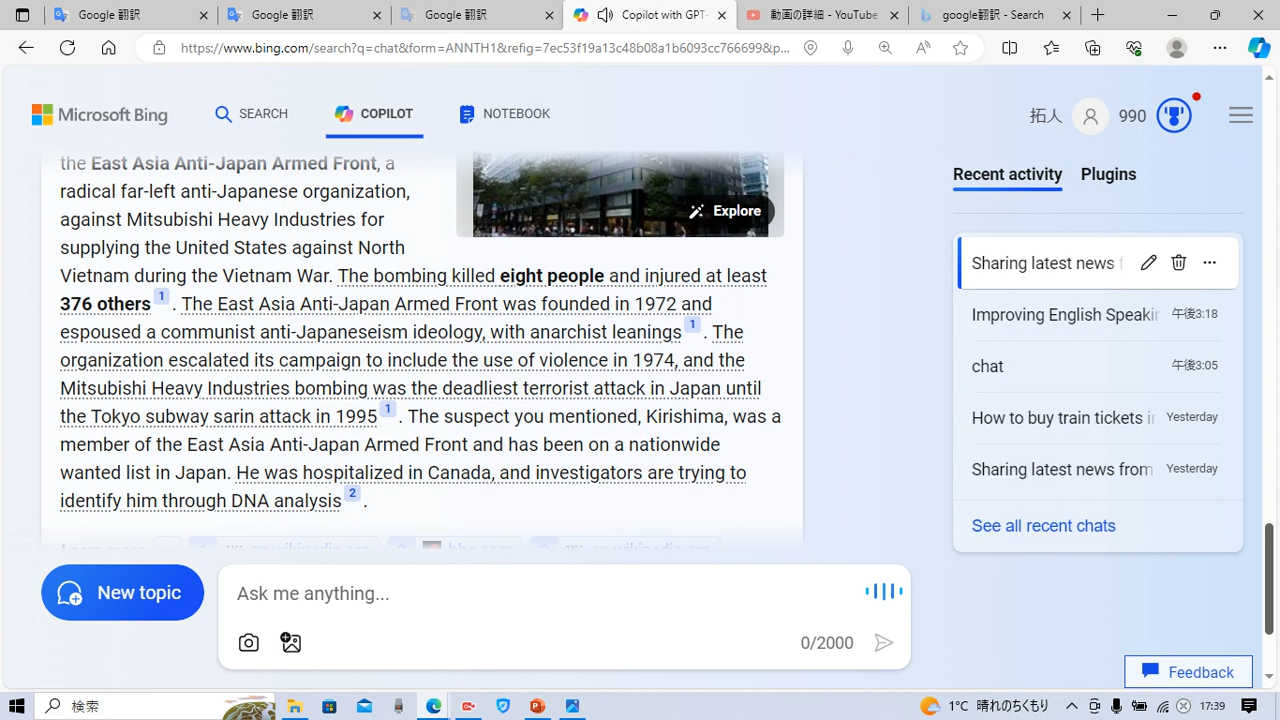 Google 翻訳
Google 翻訳
Google 翻訳
Copilot with GPT-
動画の詳細 - YouTube
google翻訳 - Search
https://www.bing.com/search?q=chat&form=ANNTH1&refig=7fc53f19a13c48b08a1b6093cc766699&p...
Microsoft Bing
SEARCH
COPILOT
NOTEBOOK
拓人
990
the East Asia Anti-Japan Armed Front, a
radical far-left anti-Japanese organization,
against Mitsubishi Heavy Industries for
supplying the United States against North
Vietnam during the Vietnam War. The bombing killed eight people and injured at least
376 others 1 . The East Asia Anti-Japan Armed Front was founded in 1972 and
espoused a communist anti-Japaneseism ideology, with anarchist leanings 1 . The
organization escalated its campaign to include the use of violence in 1974, and the
Mitsubishi Heavy Industries bombing was the deadliest terrorist attack in Japan until
the Tokyo subway sarin attack in 1995 1 . The suspect you mentioned, Kirishima, was a
member of the East Asia Anti-Japan Armed Front and has been on a nationwide
wanted list in Japan. He was hospitalized in Canada, and investigators are trying to
identify him through DNA analysis 2 .
Explore
Recent activity
Plugins
Sharing latest news
Improving English Speakin 午後3:18
chat 午後3:05
How to buy train tickets in Yesterday
Sharing latest news from Yesterday
See all recent chats
New topic
Ask me anything...
0/2000
Feedback
検索
1°C 晴れのちくもり
17:39